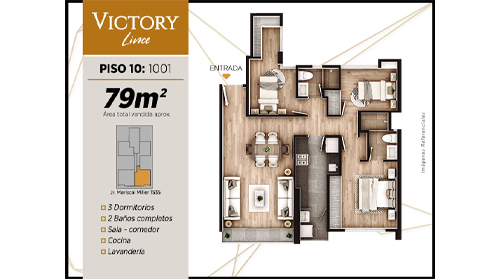 VICTORY
Lince
PISO 10: 1001
79m²
Área total vendida aprox.
Jr. Mariscal Miller 1535
3 Dormitorios
2 Baños completos
Sala - comedor
Cocina
Lavandería
ENTRADA
Imágenes Referenciales